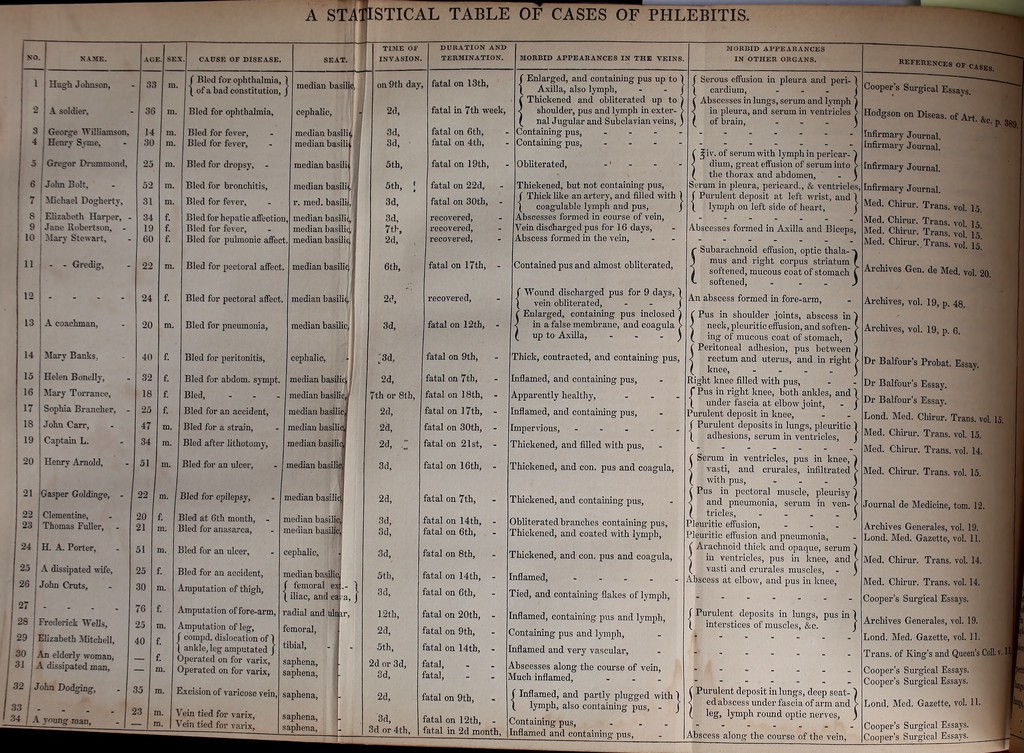 A STATISTICAL TABLE OF CASES OF PHLEBITIS.
NO. NAME. AGE. SEX. CAUSE OF DISEASE. SEAT. TIME OF INVASION. DURATION AND TERMINATION. MORBID APPEARANCES IN THE VEINS. MORBID APPEARANCES IN OTHER ORGANS. REFERENCES OF CASES.
1 Hugh Johnson, - 33 m. { Bled for ophthalmia, of a bad constitution, } median basilic, on 9th day, fatal on 13th, { Enlarged, and containing pus up to Axilla, also lymph, - - } { Serous effusion in pleura and pericardium, - - - - } Cooper's Surgical Essays.
2 A soldier, - 36 m. Bled for ophthalmia, cephalic, 2d, fatal in 7th week, { Thickened and obliterated up to shoulder, pus and lymph in external Jugular and Subclavian veins, } { Abscesses in lungs, serum and lymph in pleura, and serum in ventricles of brain, - - - - } Hodgson on Diseas. of Art. &c. p. 389.
3 George Williamson, 14 m. Bled for fever, - median basilic 3d, fatal on 6th, Containing pus, - - - - - - - - - Infirmary Journal.
4 Henry Syme, - 30 m. Bled for fever, - median basilic 3d, fatal on 4th, Containing pus, - - - - - - - - - Infirmary Journal.
5 Gregor Drummond, 25 m. Bled for dropsy, - median basilic 5th, fatal on 19th, - Obliterated, - - - - { ℥iv. of serum with lymph in pericardium, great effusion of serum into the thorax and abdomen, - } Infirmary Journal.
6 John Bolt, - 52 m. Bled for bronchitis, median basilic, 5th, fatal on 22d, - Thickened, but not containing pus, Serum in pleura, pericard., & ventricles, Infirmary Journal.
7 Michael Dogherty, 31 m. Bled for fever, - r. med. basilic, 3d, fatal on 30th, - { Thick like an artery, and filled with coagulable lymph and pus, } { Purulent deposit at left wrist, and lymph on left side of heart, } Med. Chirur. Trans. vol. 15.
8 Elizabeth Harper, - 34 f. Bled for hepatic affection, median basilic, 3d, recovered, - Abscesses formed in course of vein, - - - - - Med. Chirur. Trans. vol. 15.
9 Jane Robertson, - 19 f. Bled for fever, - median basilic, 7th, recovered, - Vein discharged pus for 16 days, - Abscesses formed in Axilla and Biceps, Med. Chirur. Trans. vol. 15.
10 Mary Stewart, - 60 f. Bled for pulmonic affect. median basilic, 2d, recovered, - Abscess formed in the vein, - - - - - - - Med. Chirur. Trans. vol. 15.
11 - - Gredig, - 22 m. Bled for pectoral affect. median basilic, 6th, fatal on 17th, - Contained pus and almost obliterated, { Subarachnoid effusion, optic thalamus and right corpus striatum softened, mucous coat of stomach softened, - - - - } Archives Gen. de Med. vol. 20.
12 - - - - 24 f. Bled for pectoral affect. median basilic, 2d, recovered, - { Wound discharged pus for 9 days, vein obliterated, - - - } An abscess formed in fore-arm, - Archives, vol. 19, p. 48.
13 A coachman, - 20 m. Bled for pneumonia, median basilic, 3d, fatal on 12th, - { Enlarged, containing pus inclosed in a false membrane, and coagula up to Axilla, - - - } { Pus in shoulder joints, abscess in neck, pleuritic effusion, and softening of mucous coat of stomach, } Archives, vol. 19, p. 6.
14 Mary Banks, - 40 f. Bled for peritonitis, cephalic, - 3d, fatal on 9th, - Thick, contracted, and containing pus, { Peritoneal adhesion, pus between rectum and uterus, and in right knee, - - - - } Dr Balfour's Probat. Essay.
15 Helen Bonelly, - 32 f. Bled for abdom. sympt. median basilic, 2d, fatal on 7th, - Inflamed, and containing pus, - Right knee filled with pus, - - Dr Balfour's Essay.
16 Mary Torrance, - 18 f. Bled, - - - median basilic, 7th or 8th, fatal on 18th, - Apparently healthy, - - - { Pus in right knee, both ankles, and under fascia at elbow joint, - } Dr Balfour's Essay.
17 Sophia Brancher, - 25 f. Bled for an accident, median basilic, 2d, fatal on 17th, - Inflamed, and containing pus, - Purulent deposit in knee, - - Lond. Med. Chirur. Trans. vol. 15.
18 John Carr, - 47 m. Bled for a strain, - median basilic 2d, fatal on 30th, - Impervious, - - - - - { Purulent deposits in lungs, pleuritic adhesions, serum in ventricles, } Med. Chirur. Trans. vol. 15.
19 Captain L. - 34 m. Bled after lithotomy, median basilic 2d, fatal on 21st, - Thickened, and filled with pus, - - - - - - Med. Chirur. Trans. vol. 14.
20 Henry Arnold, - 51 m. Bled for an ulcer, - median basilic 3d, fatal on 16th, - Thickened, and con. pus and coagula, { Serum in ventricles, pus in knee, vasti, and crurales, infiltrated with pus, - - - - } Med. Chirur. Trans. vol. 15.
21 Gasper Goldinge, - 22 m. Bled for epilepsy, - median basilic, 2d, fatal on 7th, - Thickened, and containing pus, - { Pus in pectoral muscle, pleurisy and pneumonia, serum in ventricles, - - - - } Journal de Medicine, tom. 12.
22 Clementine, - 20 f. Bled at 6th month, - median basilic, 3d, fatal on 14th, - Obliterated branches containing pus, Pleuritic effusion, - - - - Archives Generales, vol. 19.
23 Thomas Fuller, - 21 m. Bled for anasarca, - median basilic, 3d, fatal on 6th, - Thickened, and coated with lymph, Pleuritic effusion and pneumonia, - Lond. Med. Gazette, vol. 11.
24 H. A. Porter, - 51 m. Bled for an ulcer, - cephalic, - 3d, fatal on 8th, - Thickened, and con. pus and coagula, { Arachnoid thick and opaque, serum in ventricles, pus in knee, and vasti and crurales muscles, - } Med. Chirur. Trans. vol. 14.
25 A dissipated wife, 25 f. Bled for an accident, median basilic, 5th, fatal on 14th, - Inflamed, - - - - - Abscess at elbow, and pus in knee, Med. Chirur. Trans. vol. 14.
26 John Cruts, - 30 m. Amputation of thigh, { femoral ext.- iliac, and cava, } 3d, fatal on 6th, - Tied, and containing flakes of lymph, - - - - - Cooper's Surgical Essays.
27 - - - - 76 f. Amputation of fore-arm, radial and ulnar, 12th, fatal on 20th, - Inflamed, containing pus and lymph, { Purulent deposits in lungs, pus in interstices of muscles, &c. - } Archives Generales, vol. 19.
28 Frederick Wells, 25 m. Amputation of leg, femoral, - 2d, fatal on 9th, - Containing pus and lymph, - - - - - - Lond. Med. Gazette, vol. 11.
29 Elizabeth Mitchell, 40 f. { compd. dislocation of ankle, leg amputated } tibial, - 5th, fatal on 14th, - Inflamed and very vascular, - - - - - - Trans. of King's and Queen's Coll. v. 11
30 An elderly woman, — f. Operated on for varix, saphena, - 2d or 3d, fatal, - Abscesses along the course of vein, - - - - - Cooper's Surgical Essays.
31 A dissipated man, — m. Operated on for varix, saphena, - 3d, fatal, - Much inflamed, - - - - - - - - - Cooper's Surgical Essays.
32 John Dodging, - 35 m. Excision of varicose vein, saphena, - 2d, fatal on 9th, { Inflamed, and partly plugged with lymph, also containing pus, - } { Purulent deposit in lungs, deep seated abscess under fascia of arm and leg, lymph round optic nerves, } Lond. Med. Gazette, vol. 11.
33 - - - - 23 m. Vein tied for varix, saphena, - 3d, fatal on 12th, - Containing pus, - - - - - - - - - Cooper's Surgical Essays.
34 A young man, - — m. Vein tied for varix, saphena, - 3d or 4th, fatal in 2d month, Inflamed and containing pus, - Abscess along the course of the vein, Cooper's Surgical Essays.